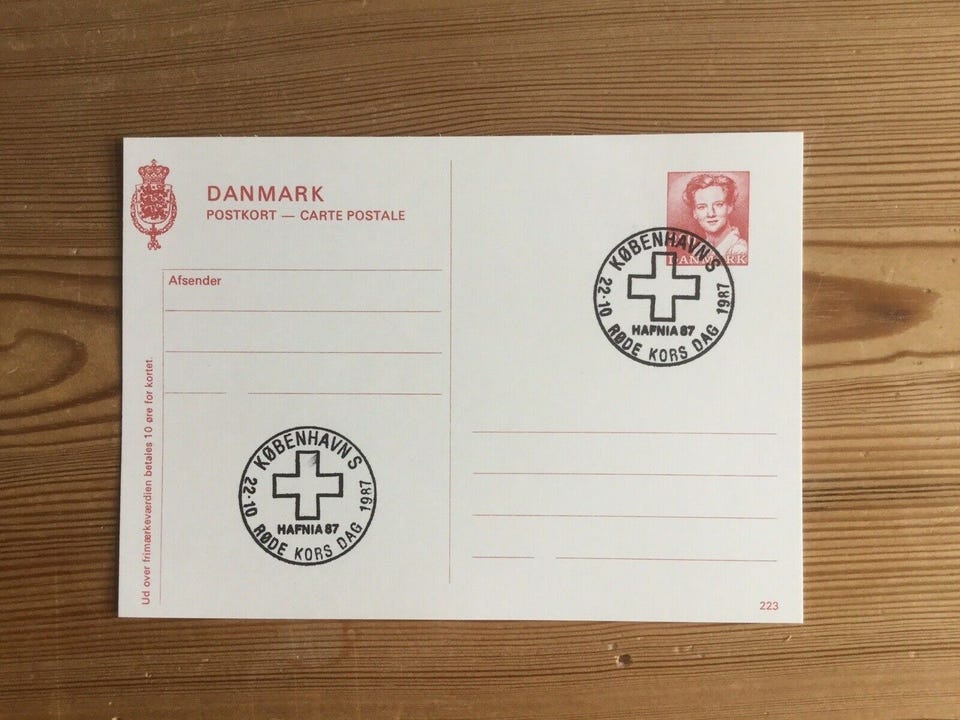 DANMARK
POSTKORT — CARTE POSTALE
Afsender
Ud over frimærkeværdien betales 10 øre for kortet.
KØBENHAVN S
22·10 RØDE KORS DAG 1987
HAFNIA 87
DANMARK
KØBENHAVN S
22·10 RØDE KORS DAG 1987
HAFNIA 87
223